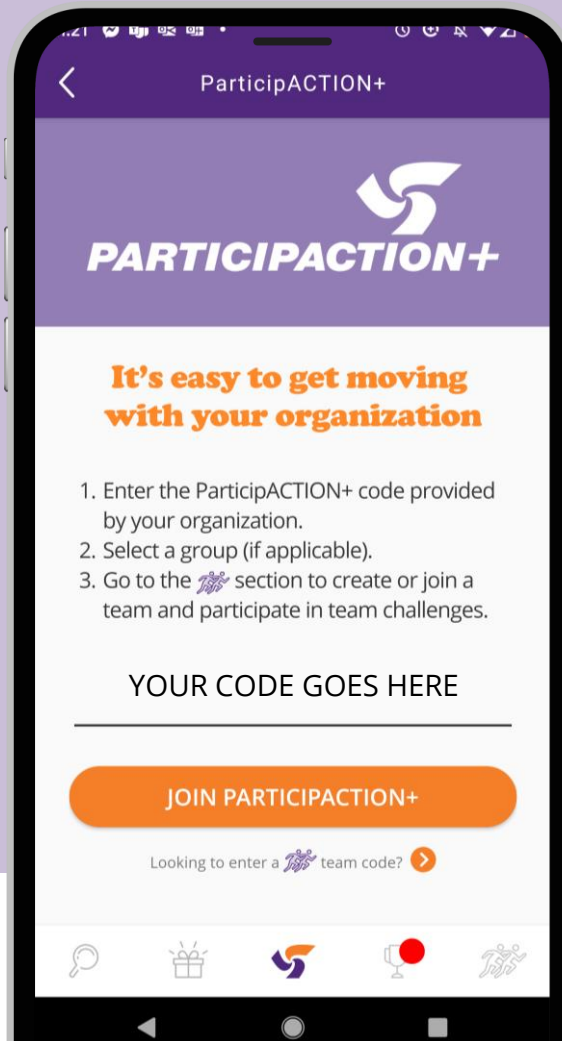 ParticipACTION+
PARTICIPACTION+
It's easy to get moving
with your organization
1. Enter the ParticipACTION+ code provided
by your organization.
2. Select a group (if applicable).
3. Go to the section to create or join a
team and participate in team challenges.
YOUR CODE GOES HERE
JOIN PARTICIPACTION+
Looking to enter a team code?